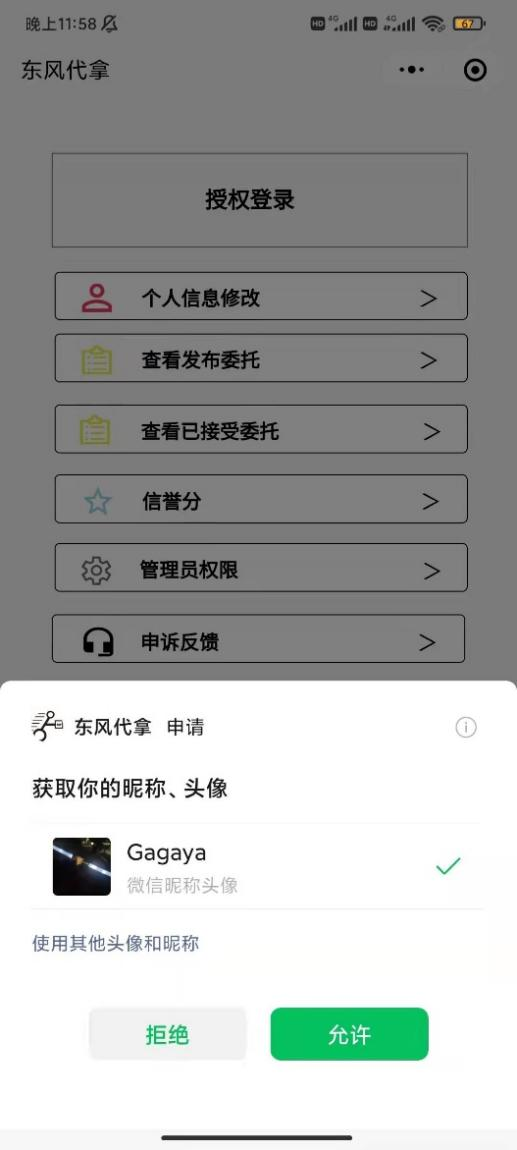 晚上11:58
HD 4G HD 4G 67
东风代拿
授权登录
个人信息修改 >
查看发布委托 >
查看已接受委托 >
信誉分 >
管理员权限 >
申诉反馈 >
东风代拿 申请
获取你的昵称、头像
Gagaya
微信昵称头像
使用其他头像和昵称
拒绝 允许